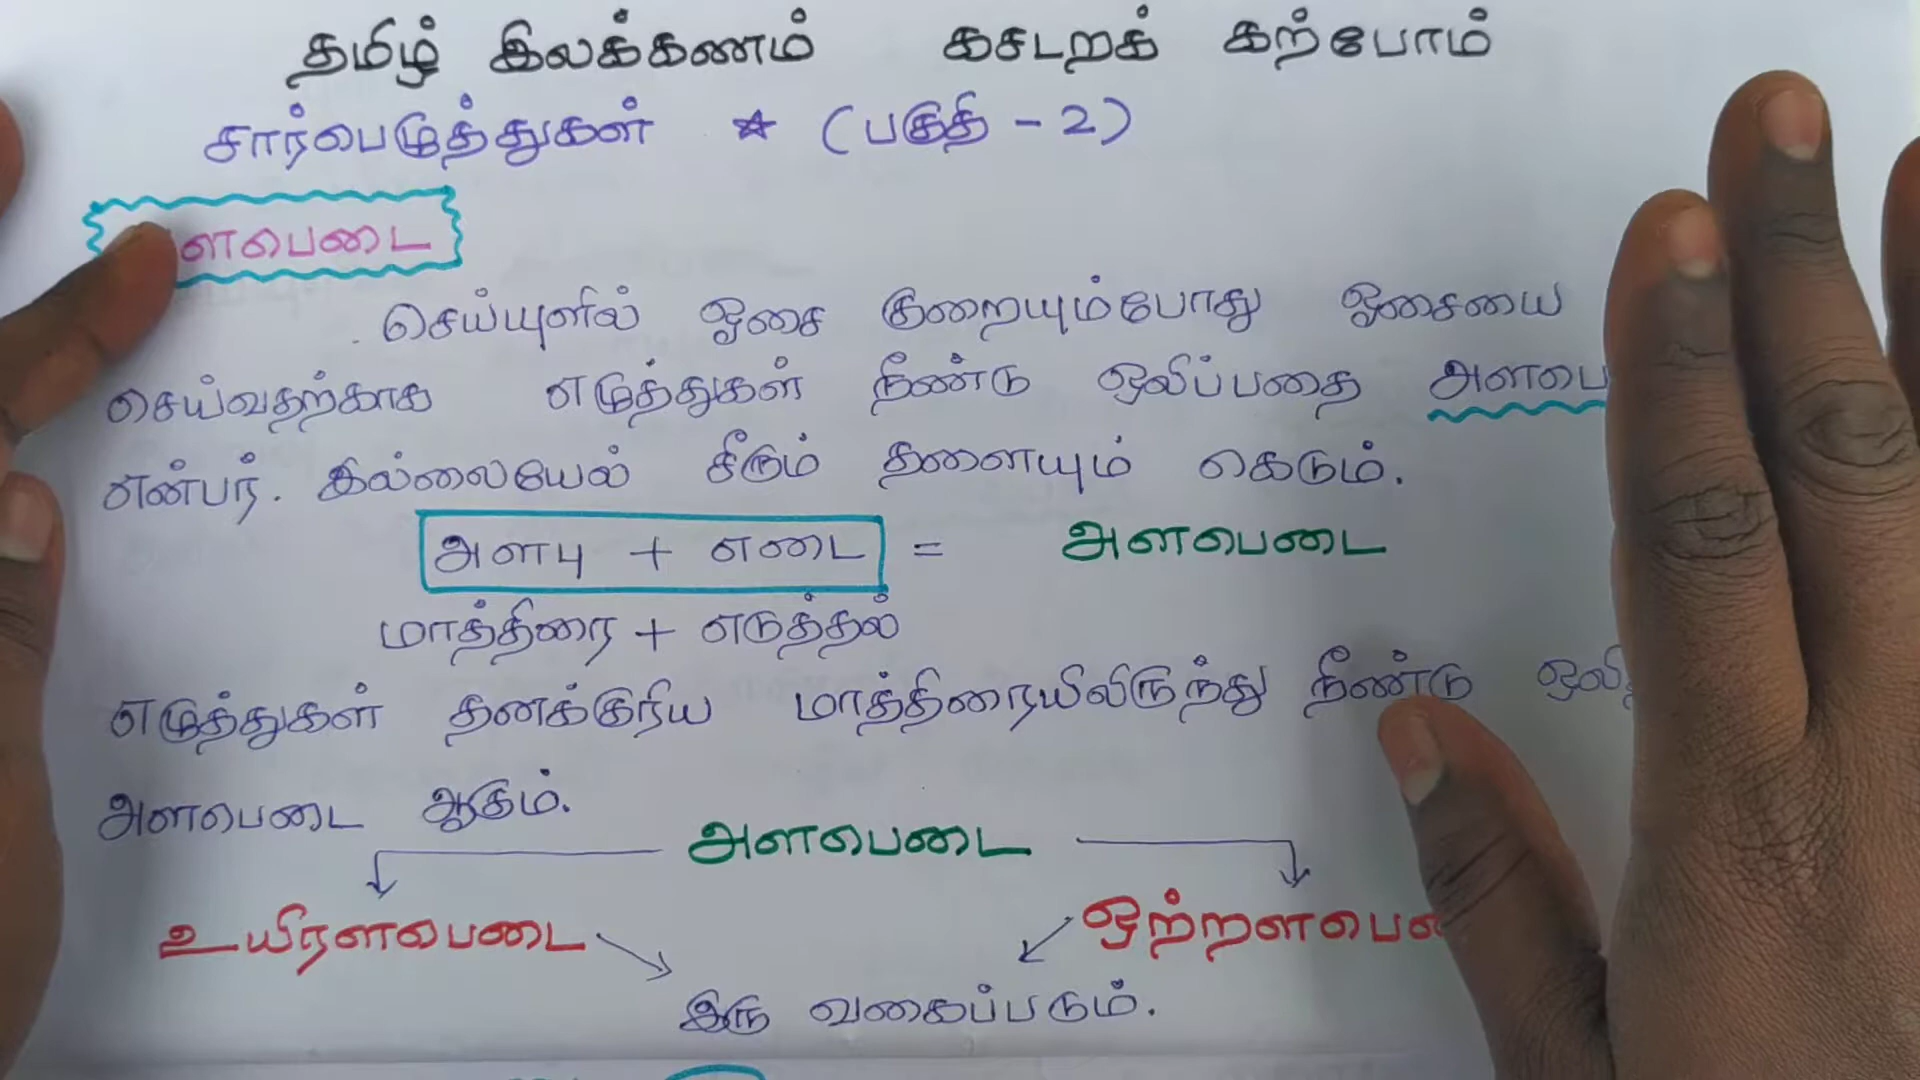 தமிழ் இலக்கணம் கசடறக் கற்போம்
சார்பெழுத்துகள் ☆ (பகுதி - 2)
ளபெடை
செய்யுளில் ஓசை குறையும்போது ஓசையை
செய்வதற்காக எழுத்துகள் நீண்டு ஒலிப்பதை அளபெ
என்பர். இல்லையேல் சீரும் தளையும் கெடும்.
அளபு + எடை = அளபெடை
மாத்திரை + எடுத்தல்
எழுத்துகள் தனக்குரிய மாத்திரையிலிருந்து நீண்டு ஒலி
அளபெடை ஆகும்.
அளபெடை
உயிரளபெடை ஒற்றளபெ
இரு வகைப்படும்.